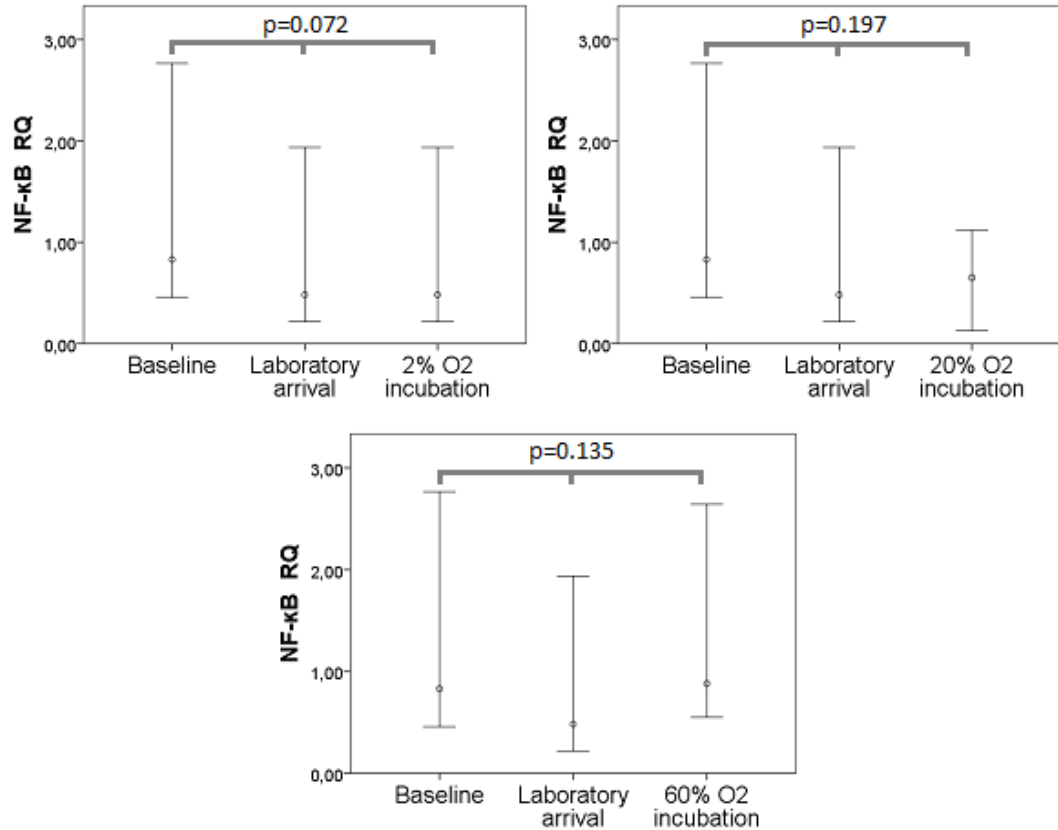 p=0.072
3,00
2,00
1,00
0,00
NF-κB RQ
Baseline
Laboratory
arrival
2% O2
incubation
p=0.197
3,00
2,00
1,00
0,00
NF-κB RQ
Baseline
Laboratory
arrival
20% O2
incubation
p=0.135
3,00
2,00
1,00
0,00
NF-κB RQ
Baseline
Laboratory
arrival
60% O2
incubation